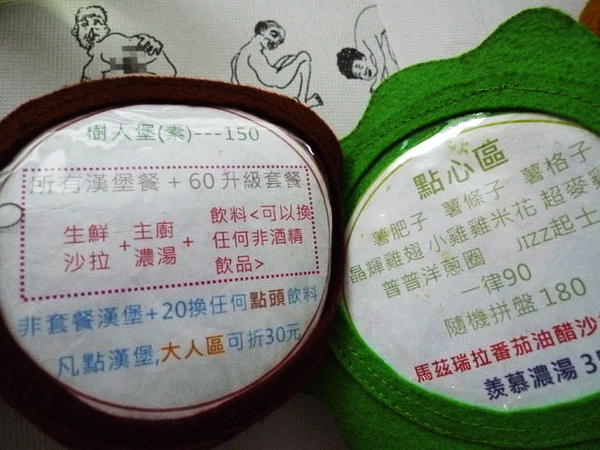 樹人堡(素)---150
所有漢堡餐 + 60 升級套餐
生鮮沙拉 + 主廚濃湯 + 飲料<可以換任何非酒精飲品>
非套餐漢堡+20換任何點頭飲料
凡點漢堡,大人區可折30元
點心區
薯肥子 薯條子 薯格子
晶輝雞翅 小雞雞米花 超麥雞
普普洋蔥圈 JIZZ起士
一律90
隨機拼盤 180
馬茲瑞拉番茄油醋沙
羨慕濃湯